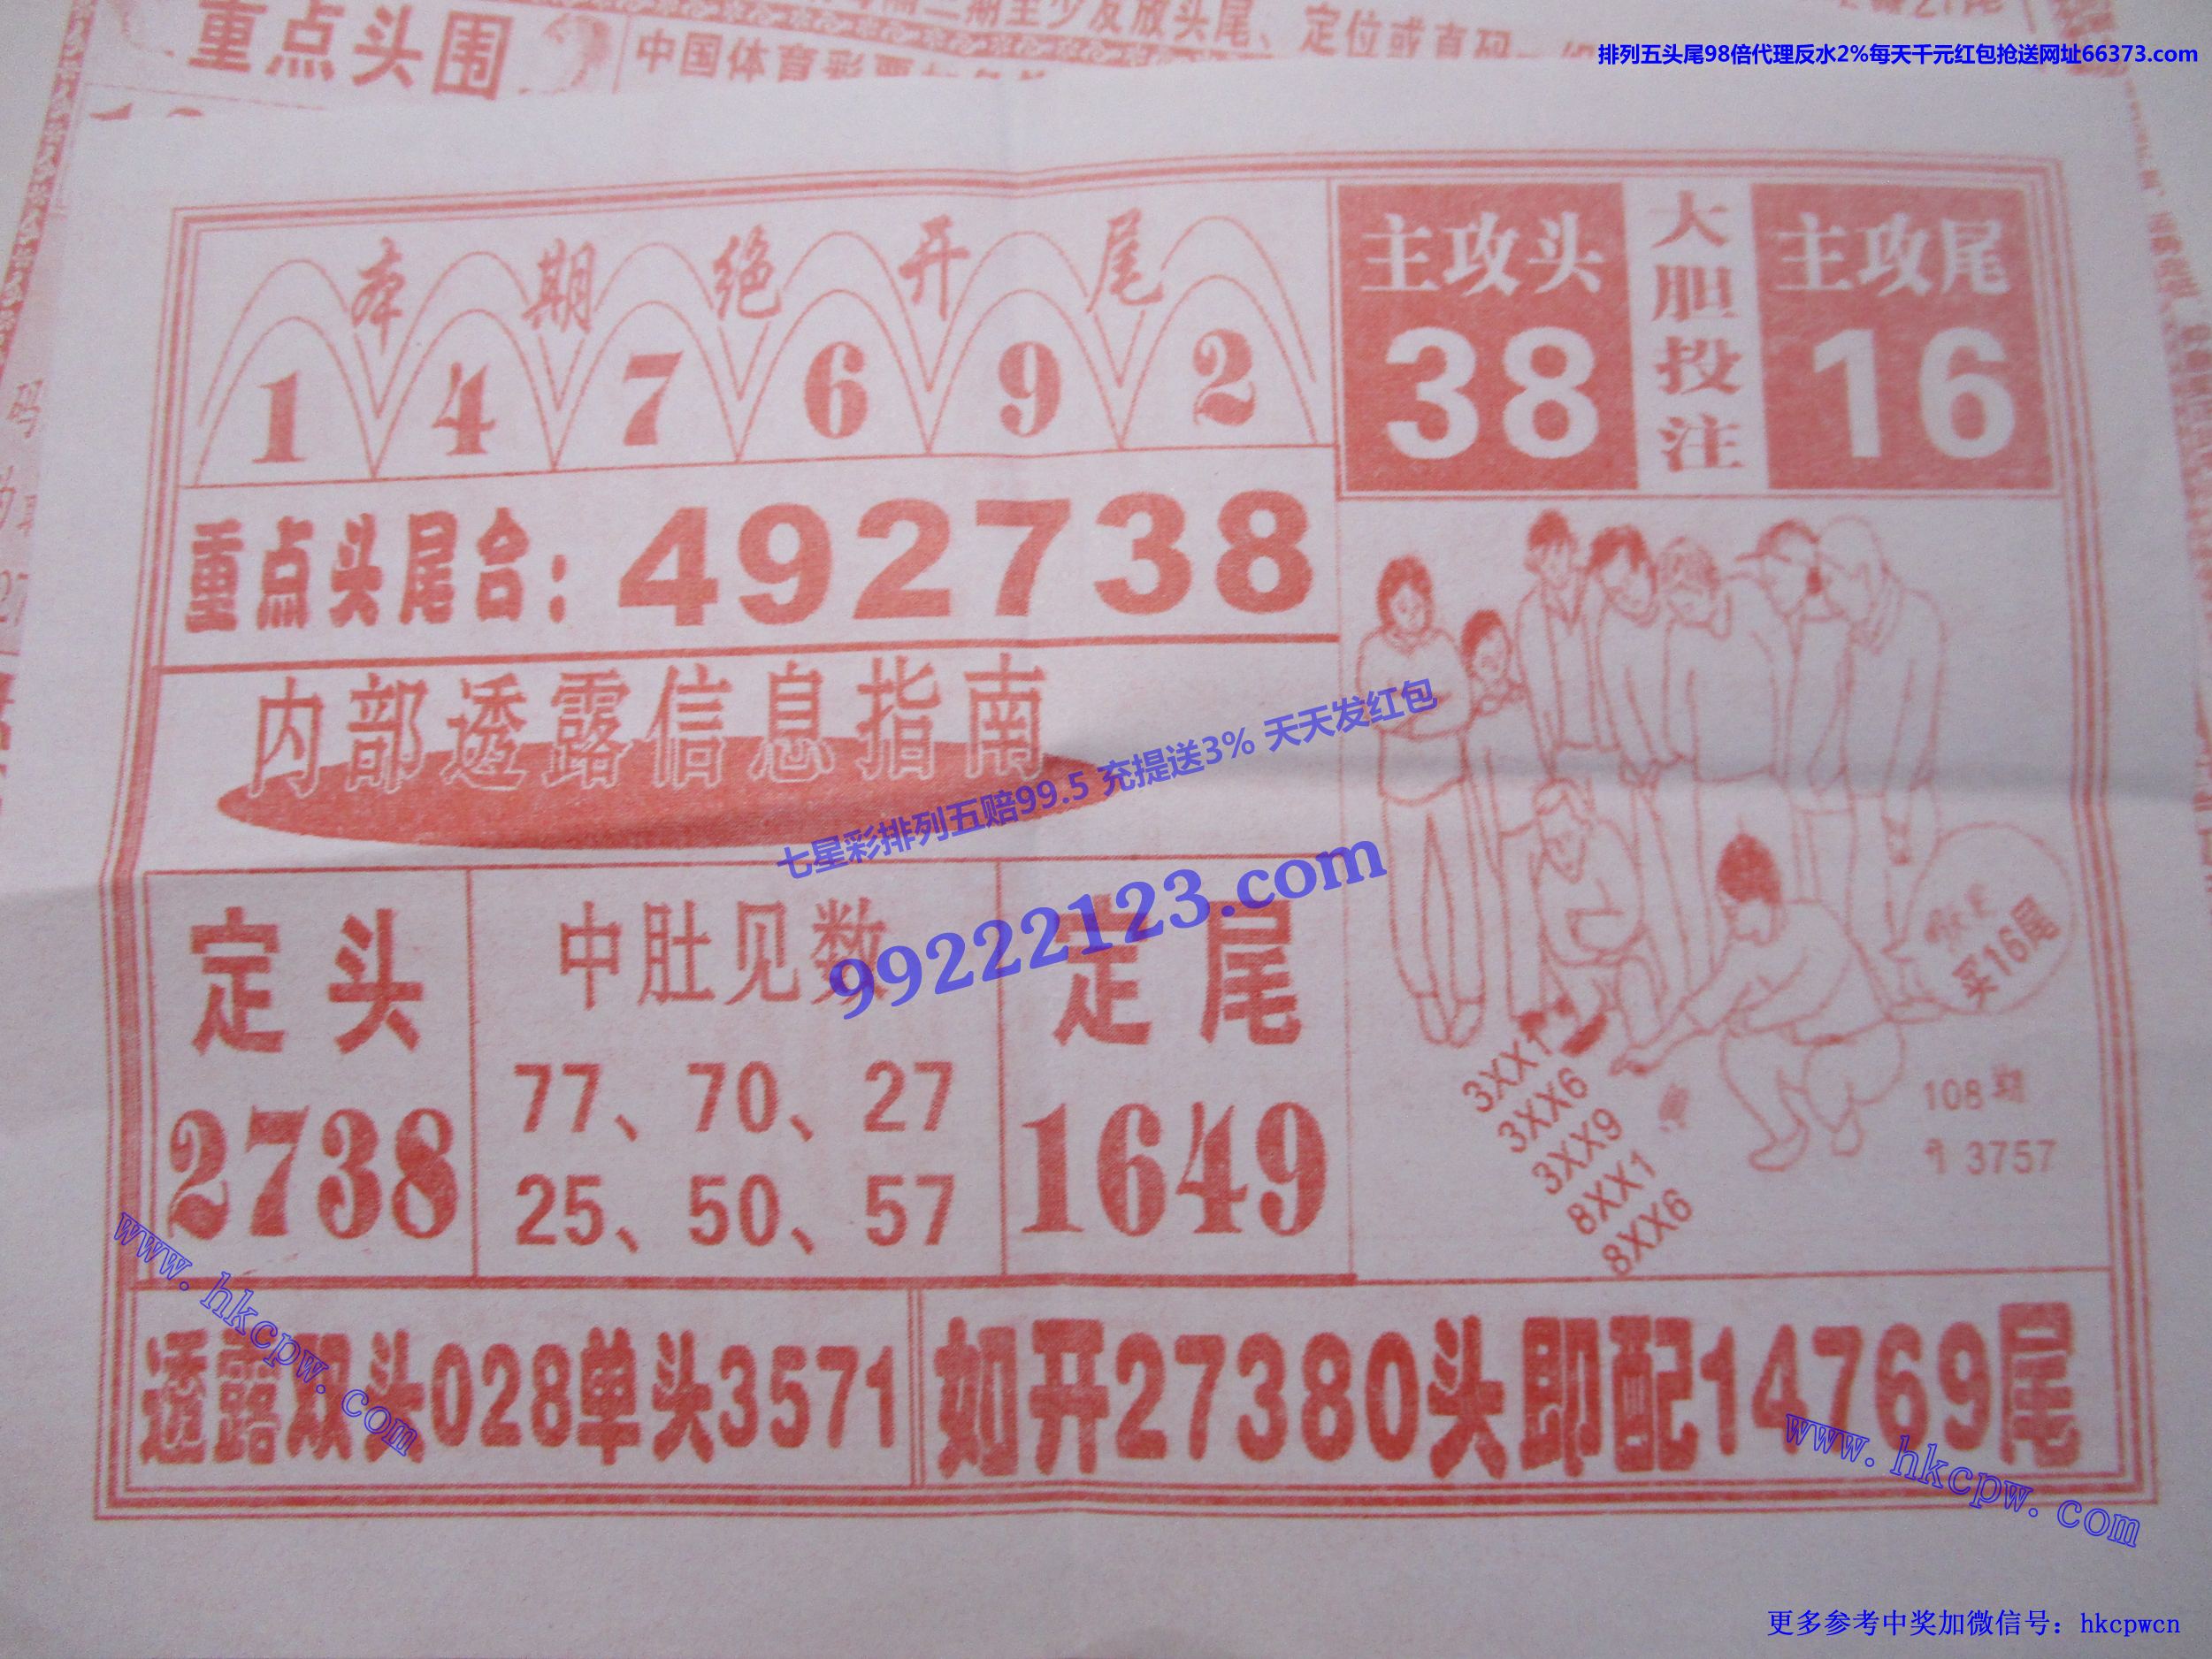 排列五头尾98倍代理反水2%每天千元红包抢送网址66373.com
重点头围
中国体育彩票
本期绝开尾
1 4 7 6 9 2
主攻头
38
大胆投注
主攻尾
16
重点头尾合：492738
内部透露信息指南
七星彩排列五赔99.5 充提送3% 天天发红包
99222123.com
定头
2738
中肚见数
77、70、27
25、50、57
定尾
1649
买16尾
3XX1
3XX6
3XX9
8XX1
8XX6
108期
3757
透露双头028单头3571
如开27380头即配14769尾
www.hkcpw.com
www.hkcpw.com
更多参考中奖加微信号：hkcpwcn